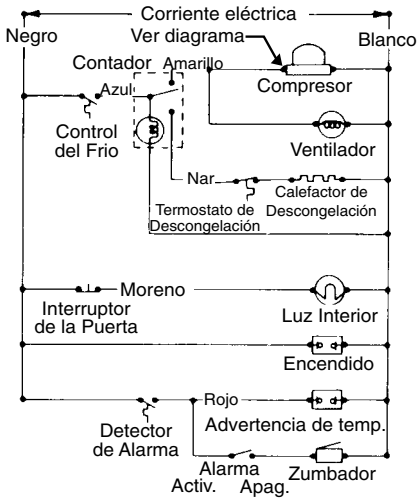 Corriente eléctrica
Negro
Ver diagrama
Blanco
Contador
Amarillo
Compresor
Azul
Control
del Frio
Ventilador
Nar
Termostato de
Descongelación
Calefactor de
Descongelación
Moreno
Interruptor
de la Puerta
Luz Interior
Encendido
Rojo
Advertencia de temp.
Detector
de Alarma
Alarma
Activ. Apag.
Zumbador